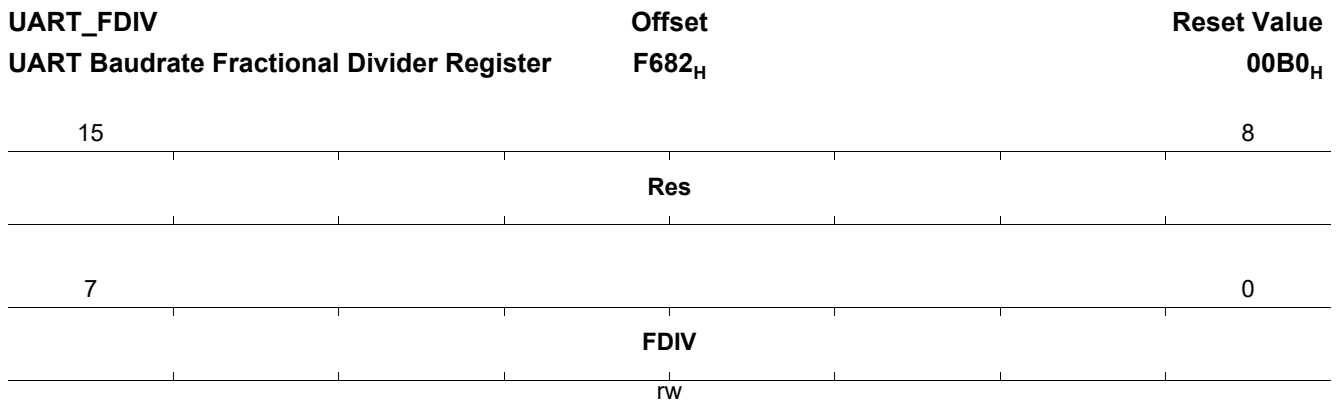 UART_FDIV Offset Reset Value
UART Baudrate Fractional Divider Register F682H 00B0H
15 8
Res
7 0
FDIV
rw